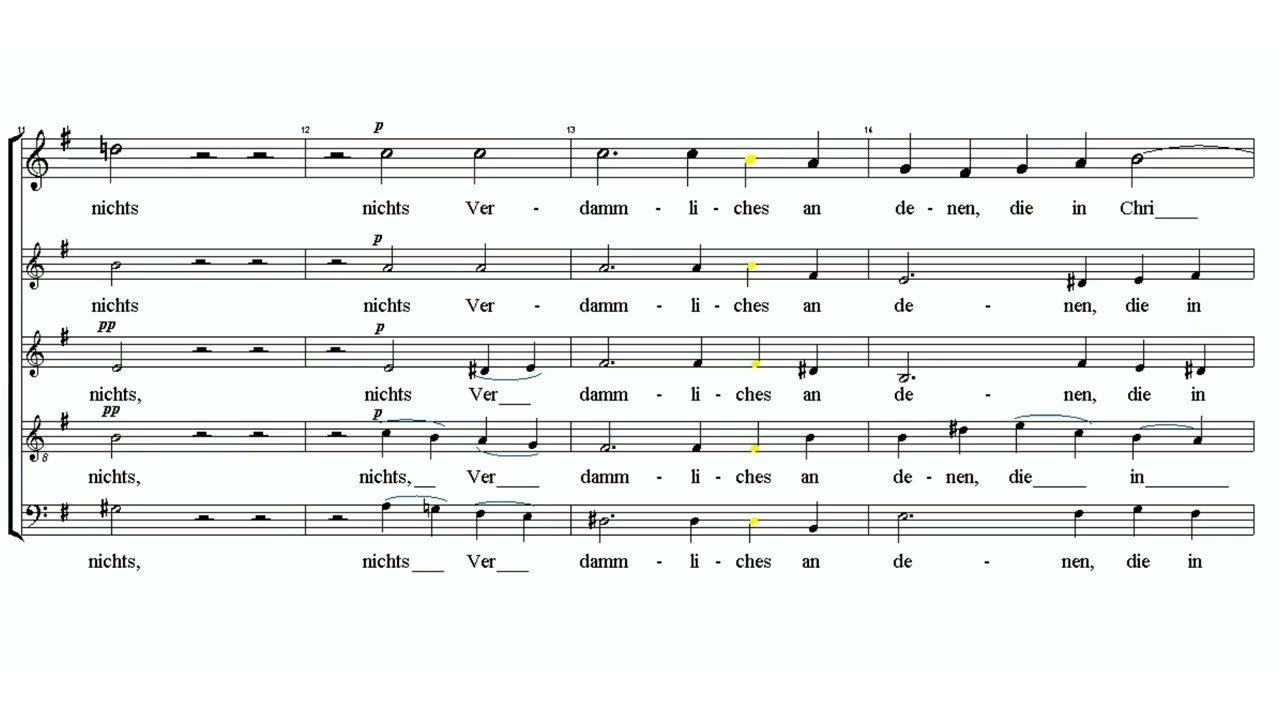 11 12 13 14
p
nichts nichts Ver - damm - li - ches an de - nen, die in Chri____
p
nichts nichts Ver - damm - li - ches an de - nen, die in
pp p
nichts, nichts Ver___ damm - li - ches an de - nen, die in
pp p
8
nichts, nichts,__ Ver____ damm - li - ches an de - nen, die_____ in________
nichts, nichts___ Ver___ damm - li - ches an de - nen, die in